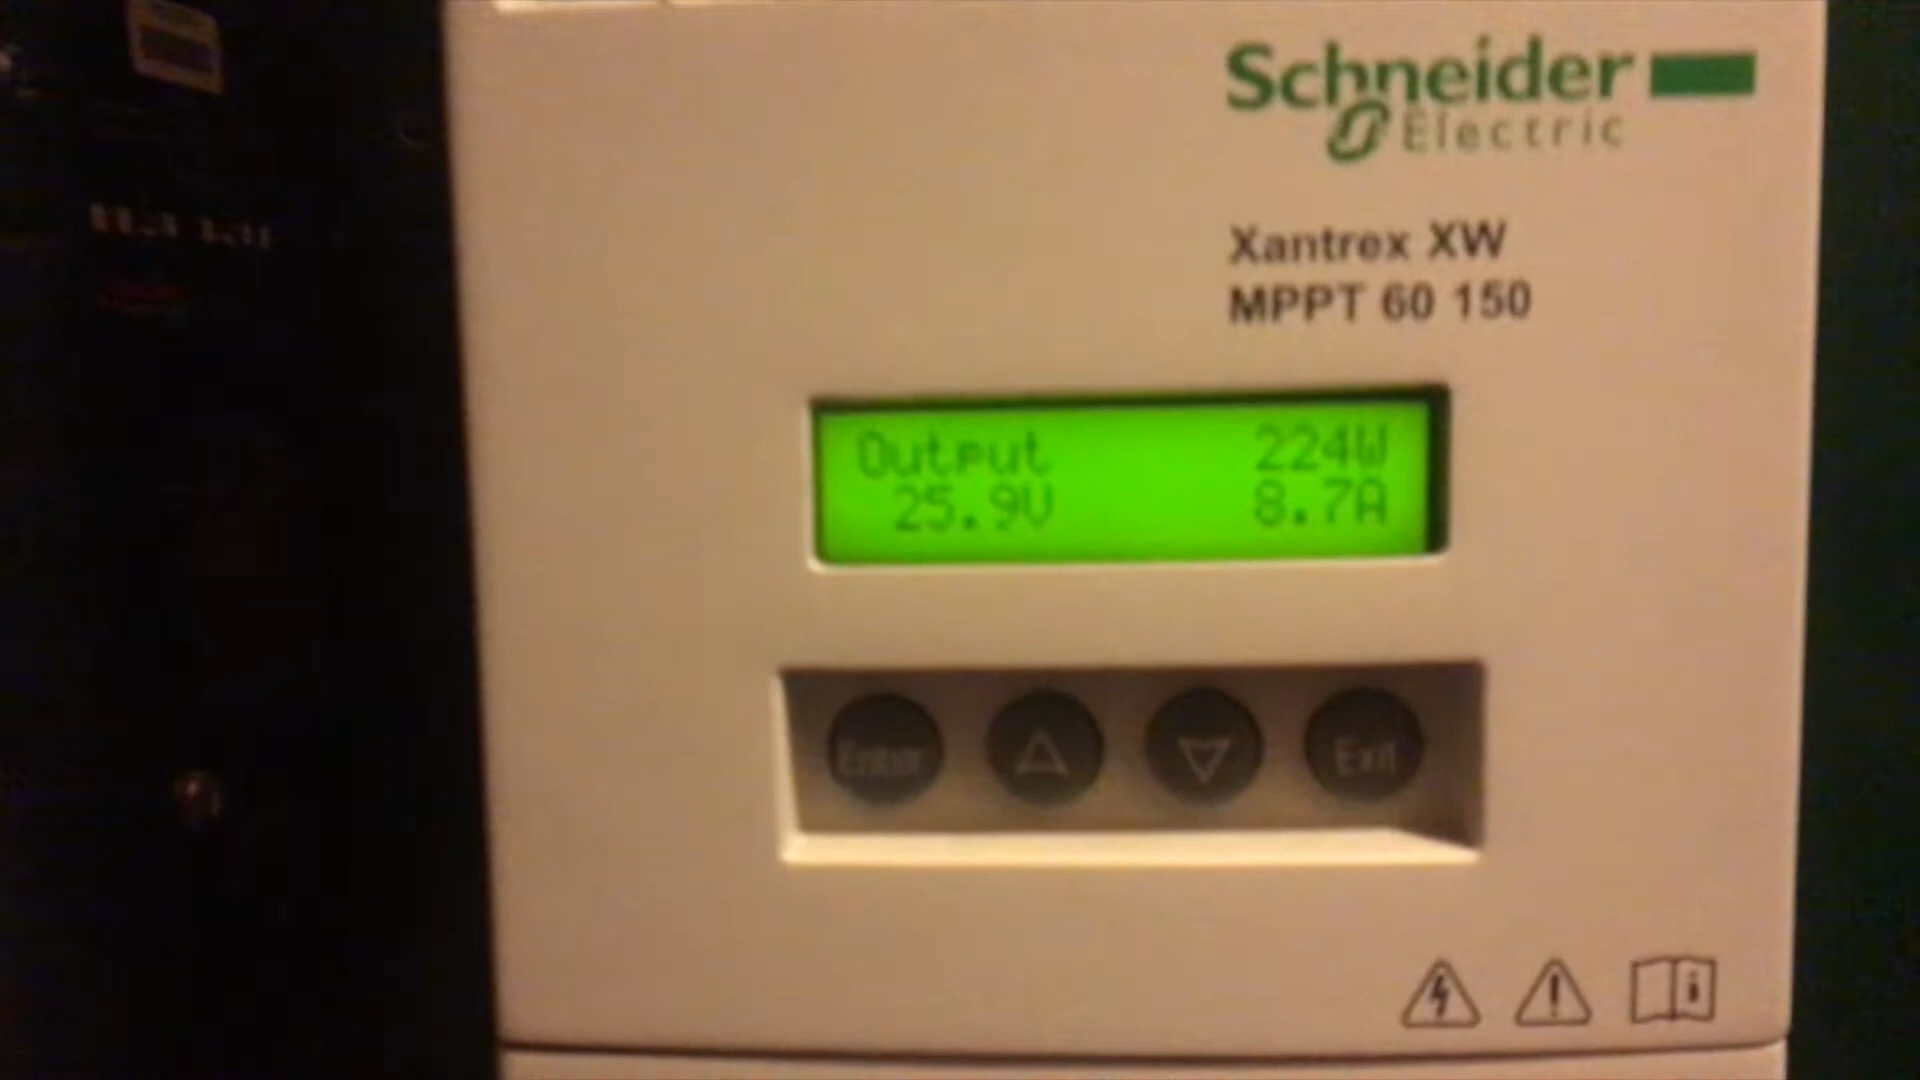 Schneider
Electric
Xantrex XW
MPPT 60 150
Output 224W
25.9V 8.7A
Enter Exit